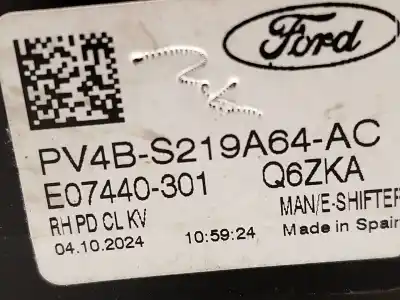 Ford
PV4B-S219A64-AC
E07440-301 Q6ZKA
RH PD CL KV MAN/E-SHIFTER
04.10.2024 10:59:24 Made in Spain